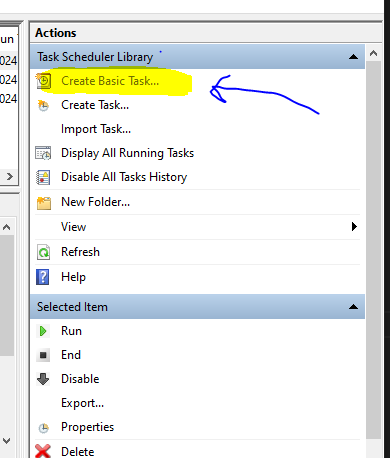 un
Actions
024
Task Scheduler Library
024
Create Basic Task...
024
Create Task...
Import Task...
Display All Running Tasks
Disable All Tasks History
New Folder...
View
Refresh
Help
Selected Item
Run
End
Disable
Export...
Properties
Delete